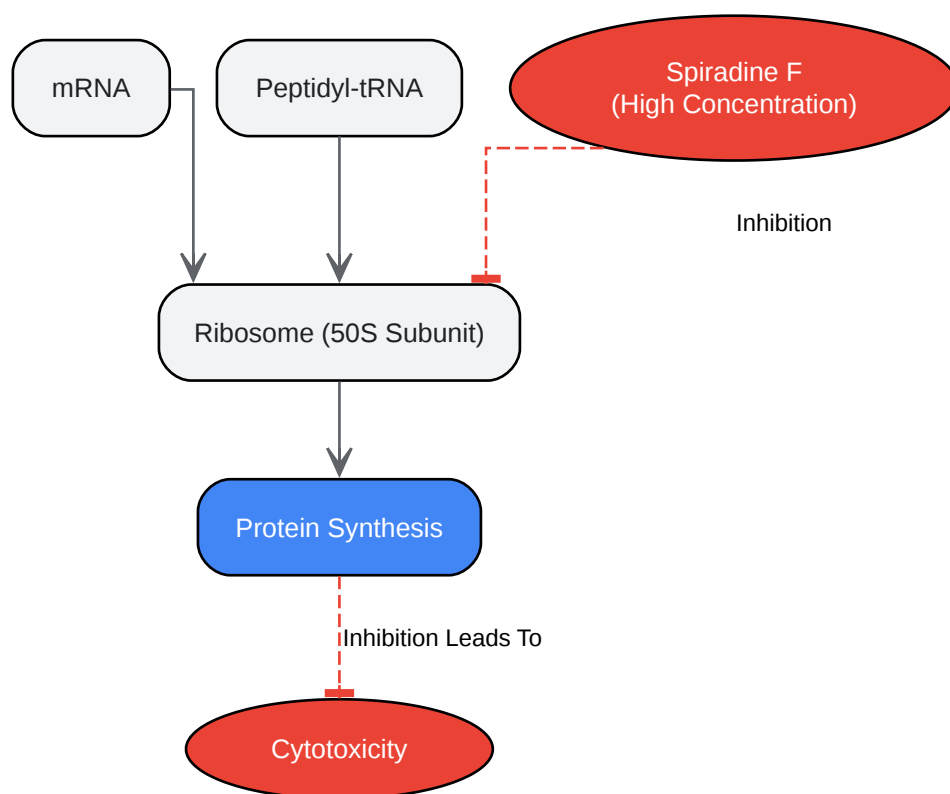 mRNA
Peptidyl-tRNA
Spiradine F
(High Concentration)
Inhibition
Ribosome (50S Subunit)
Protein Synthesis
Inhibition Leads To
Cytotoxicity